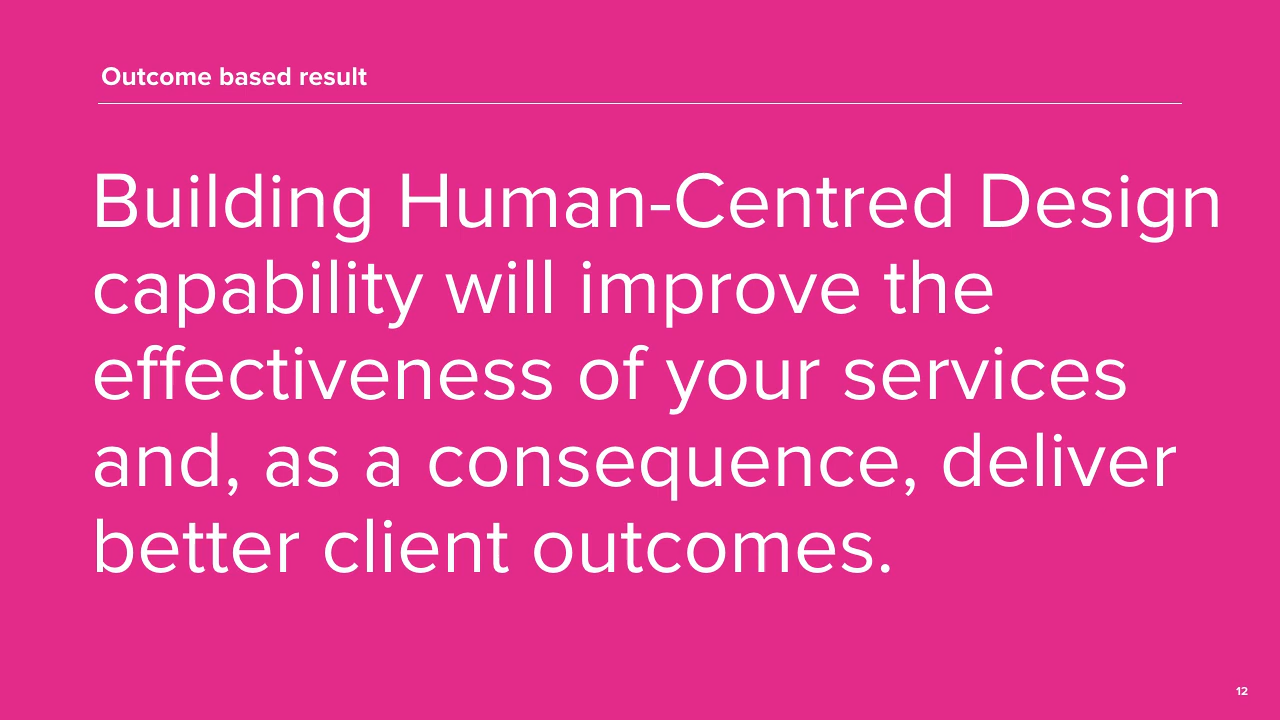 Outcome based result
Building Human-Centred Design
capability will improve the
effectiveness of your services
and, as a consequence, deliver
better client outcomes.
12